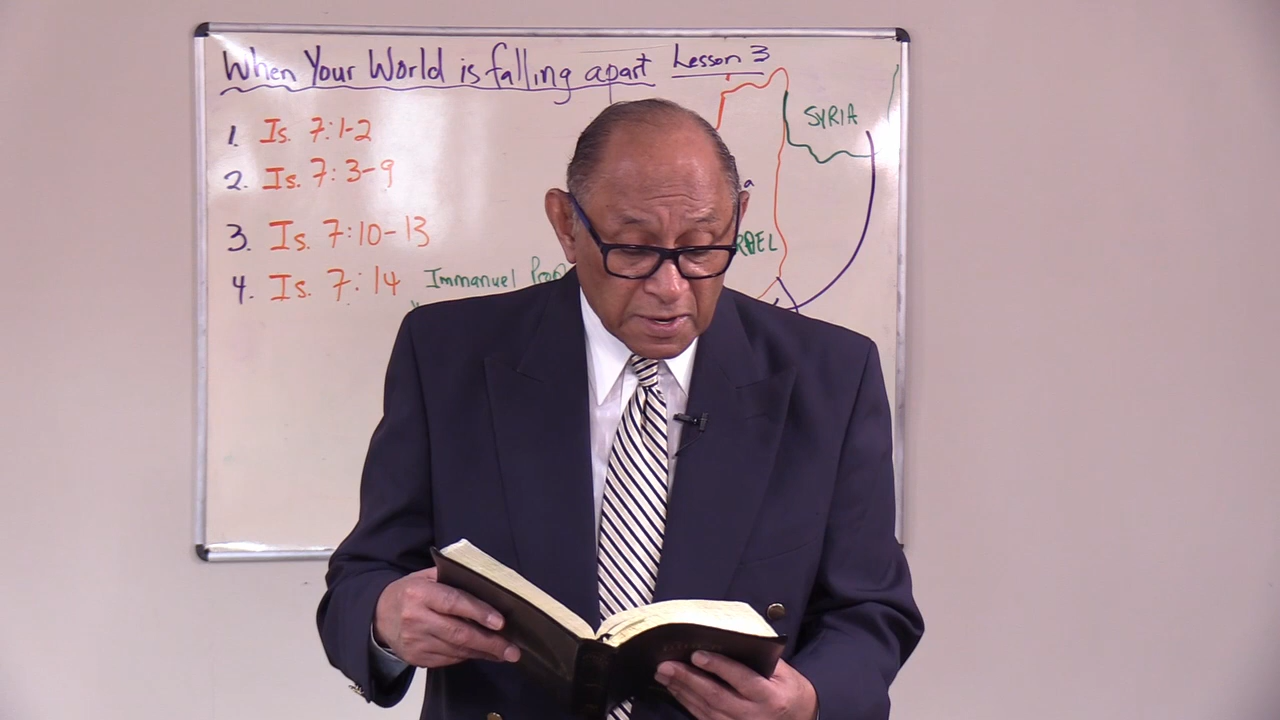 When Your World is falling apart Lesson 3
1. Is. 7:1-2
2. Is. 7:3-9
3. Is. 7:10-13
4. Is. 7:14 Immanuel
SYRIA